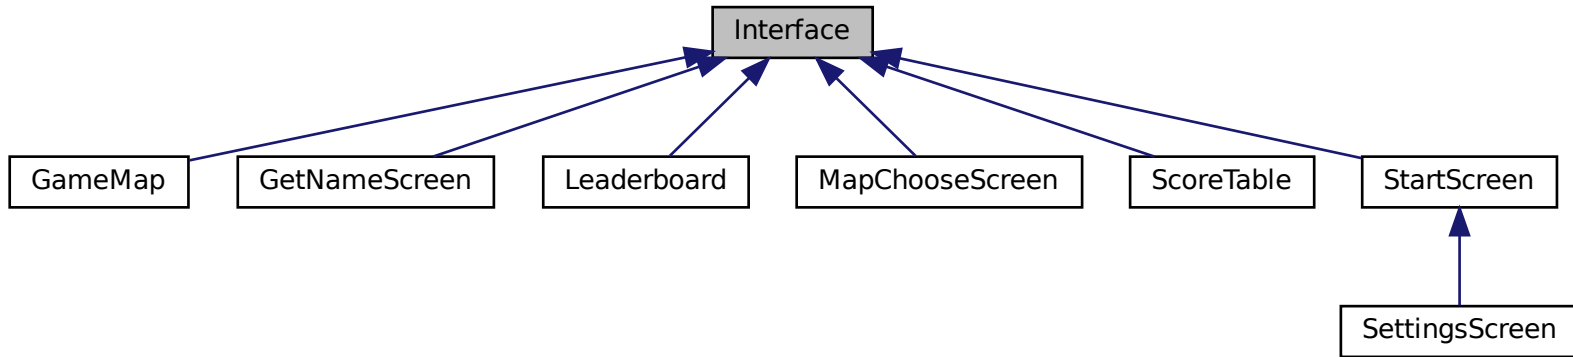 Interface
GameMap
GetNameScreen
Leaderboard
MapChooseScreen
ScoreTable
StartScreen
SettingsScreen